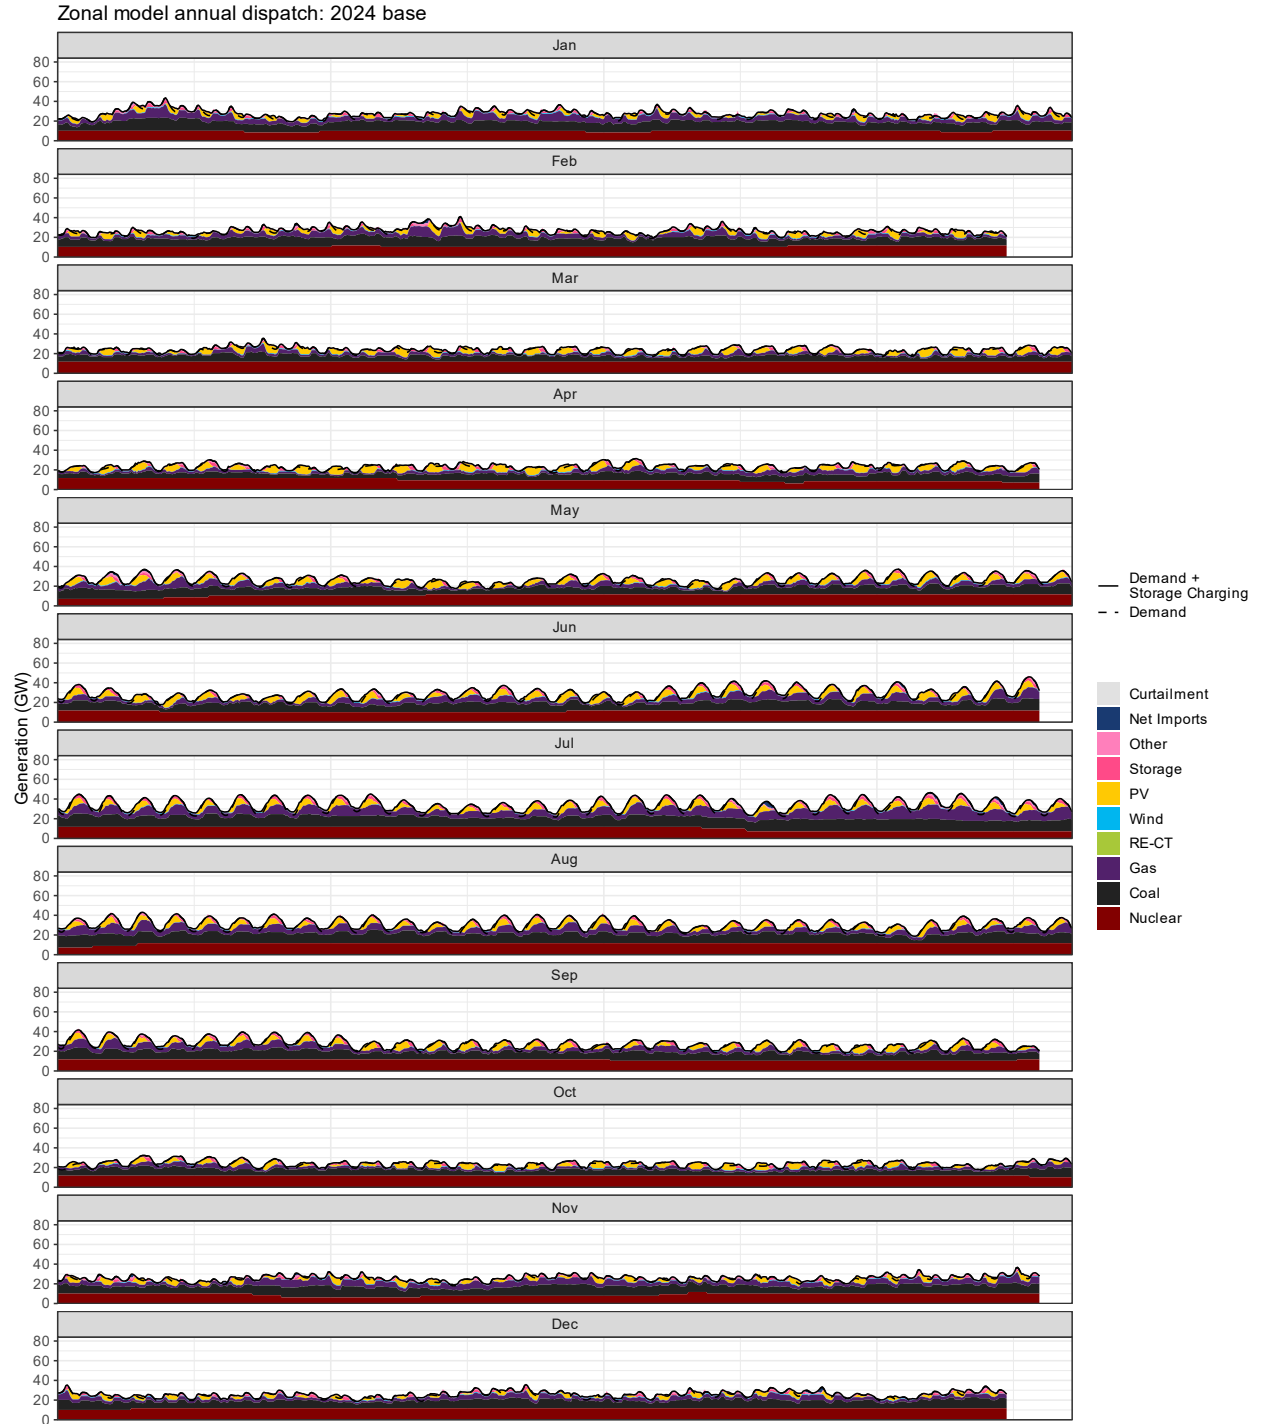 Zonal model annual dispatch: 2024 base
Generation (GW)
Jan
80
60
40
20
0
Feb
80
60
40
20
0
Mar
80
60
40
20
0
Apr
80
60
40
20
0
May
80
60
40
20
0
Jun
80
60
40
20
0
Jul
80
60
40
20
0
Aug
80
60
40
20
0
Sep
80
60
40
20
0
Oct
80
60
40
20
0
Nov
80
60
40
20
0
Dec
80
60
40
20
0
Demand +
Storage Charging
Demand
Curtailment
Net Imports
Other
Storage
PV
Wind
RE-CT
Gas
Coal
Nuclear